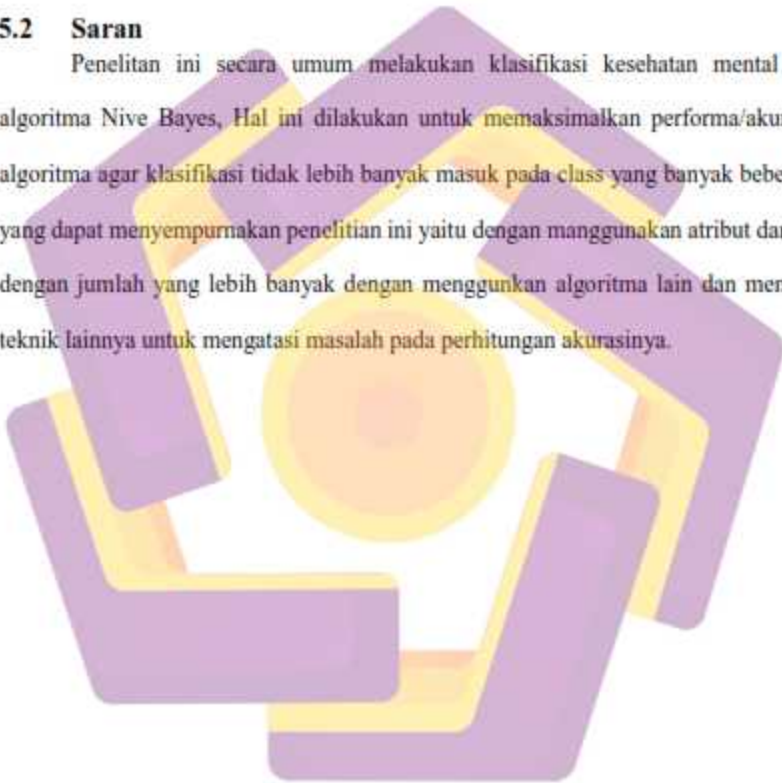 5.2 Saran
Penelitan ini secara umum melakukan klasifikasi kesehatan mental
algoritma Nive Bayes, Hal ini dilakukan untuk memaksimalkan performa/akur
algoritma agar klasifikasi tidak lebih banyak masuk pada class yang banyak bebe
yang dapat menyempurnakan penelitian ini yaitu dengan manggunakan atribut dan
dengan jumlah yang lebih banyak dengan menggunkan algoritma lain dan men
teknik lainnya untuk mengatasi masalah pada perhitungan akurasinya.